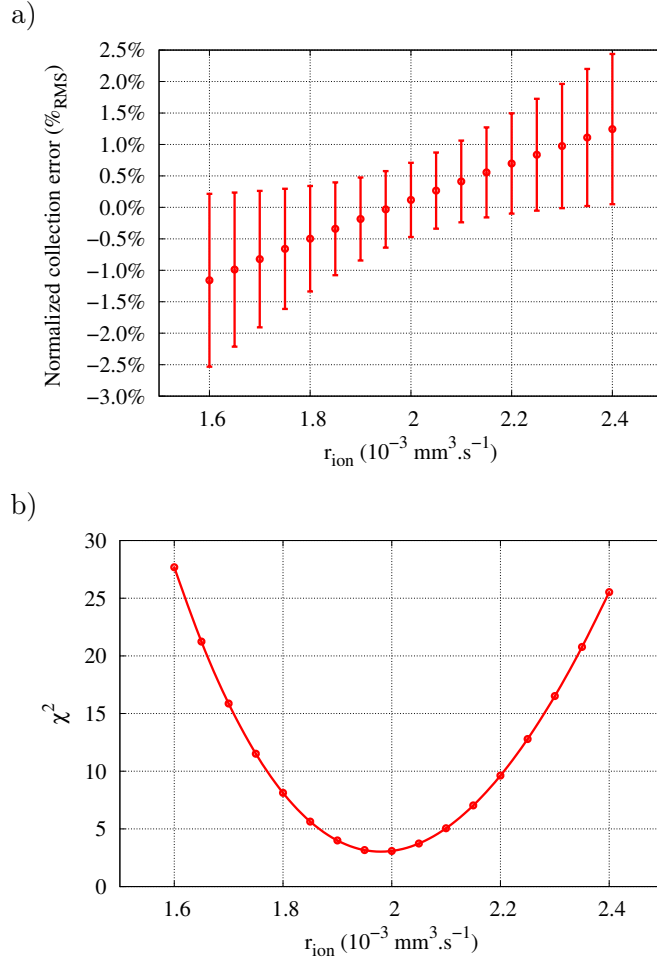 a)
Normalized collection error (%RMS)
2.5%
2.0%
1.5%
1.0%
0.5%
0.0%
−0.5%
−1.0%
−1.5%
−2.0%
−2.5%
−3.0%
1.6 1.8 2 2.2 2.4
rion (10⁻³ mm³.s⁻¹)
b)
χ²
30
25
20
15
10
5
0
1.6 1.8 2 2.2 2.4
rion (10⁻³ mm³.s⁻¹)